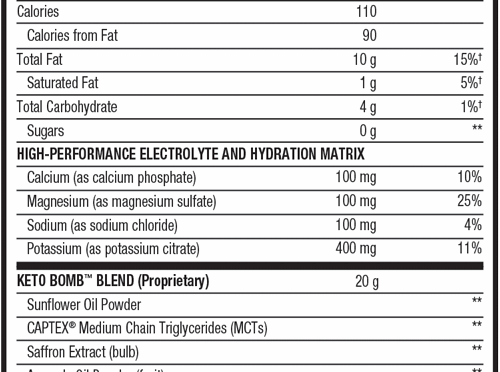 Calories 110
Calories from Fat 90
Total Fat 10 g 15%†
Saturated Fat 1 g 5%†
Total Carbohydrate 4 g 1%†
Sugars 0 g **
HIGH-PERFORMANCE ELECTROLYTE AND HYDRATION MATRIX
Calcium (as calcium phosphate) 100 mg 10%
Magnesium (as magnesium sulfate) 100 mg 25%
Sodium (as sodium chloride) 100 mg 4%
Potassium (as potassium citrate) 400 mg 11%
KETO BOMB™ BLEND (Proprietary) 20 g
Sunflower Oil Powder **
CAPTEX® Medium Chain Triglycerides (MCTs) **
Saffron Extract (bulb) **